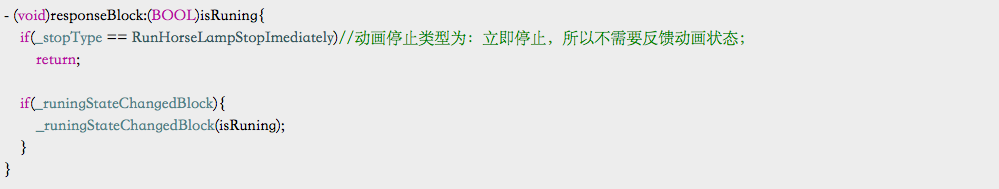 - (void)responseBlock:(BOOL)isRuning{
if(_stopType == RunHorseLampStopImediately)//动画停止类型为：立即停止，所以不需要反馈动画状态；
return;
if(_runingStateChangedBlock){
_runingStateChangedBlock(isRuning);
}
}